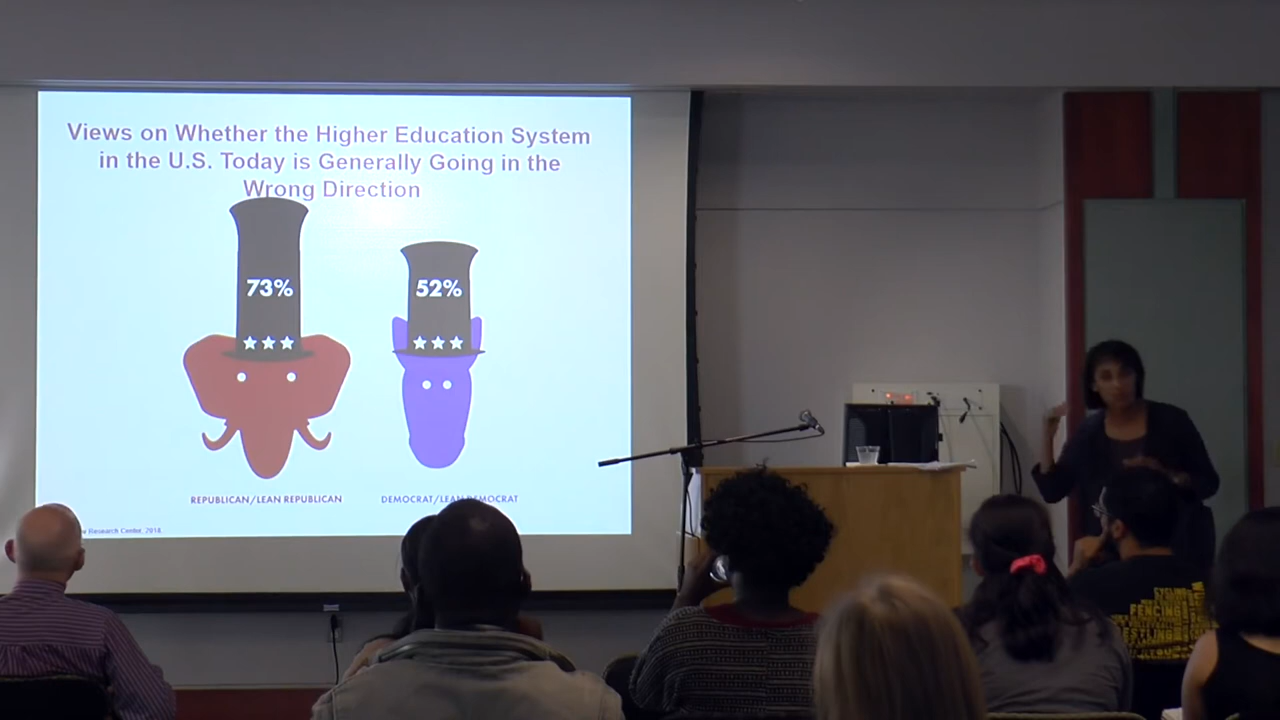 Views on Whether the Higher Education System
in the U.S. Today is Generally Going in the
Wrong Direction
73%
52%
REPUBLICAN/LEAN REPUBLICAN
DEMOCRAT/LEAN DEMOCRAT
Research Center, 2018.
FENCING